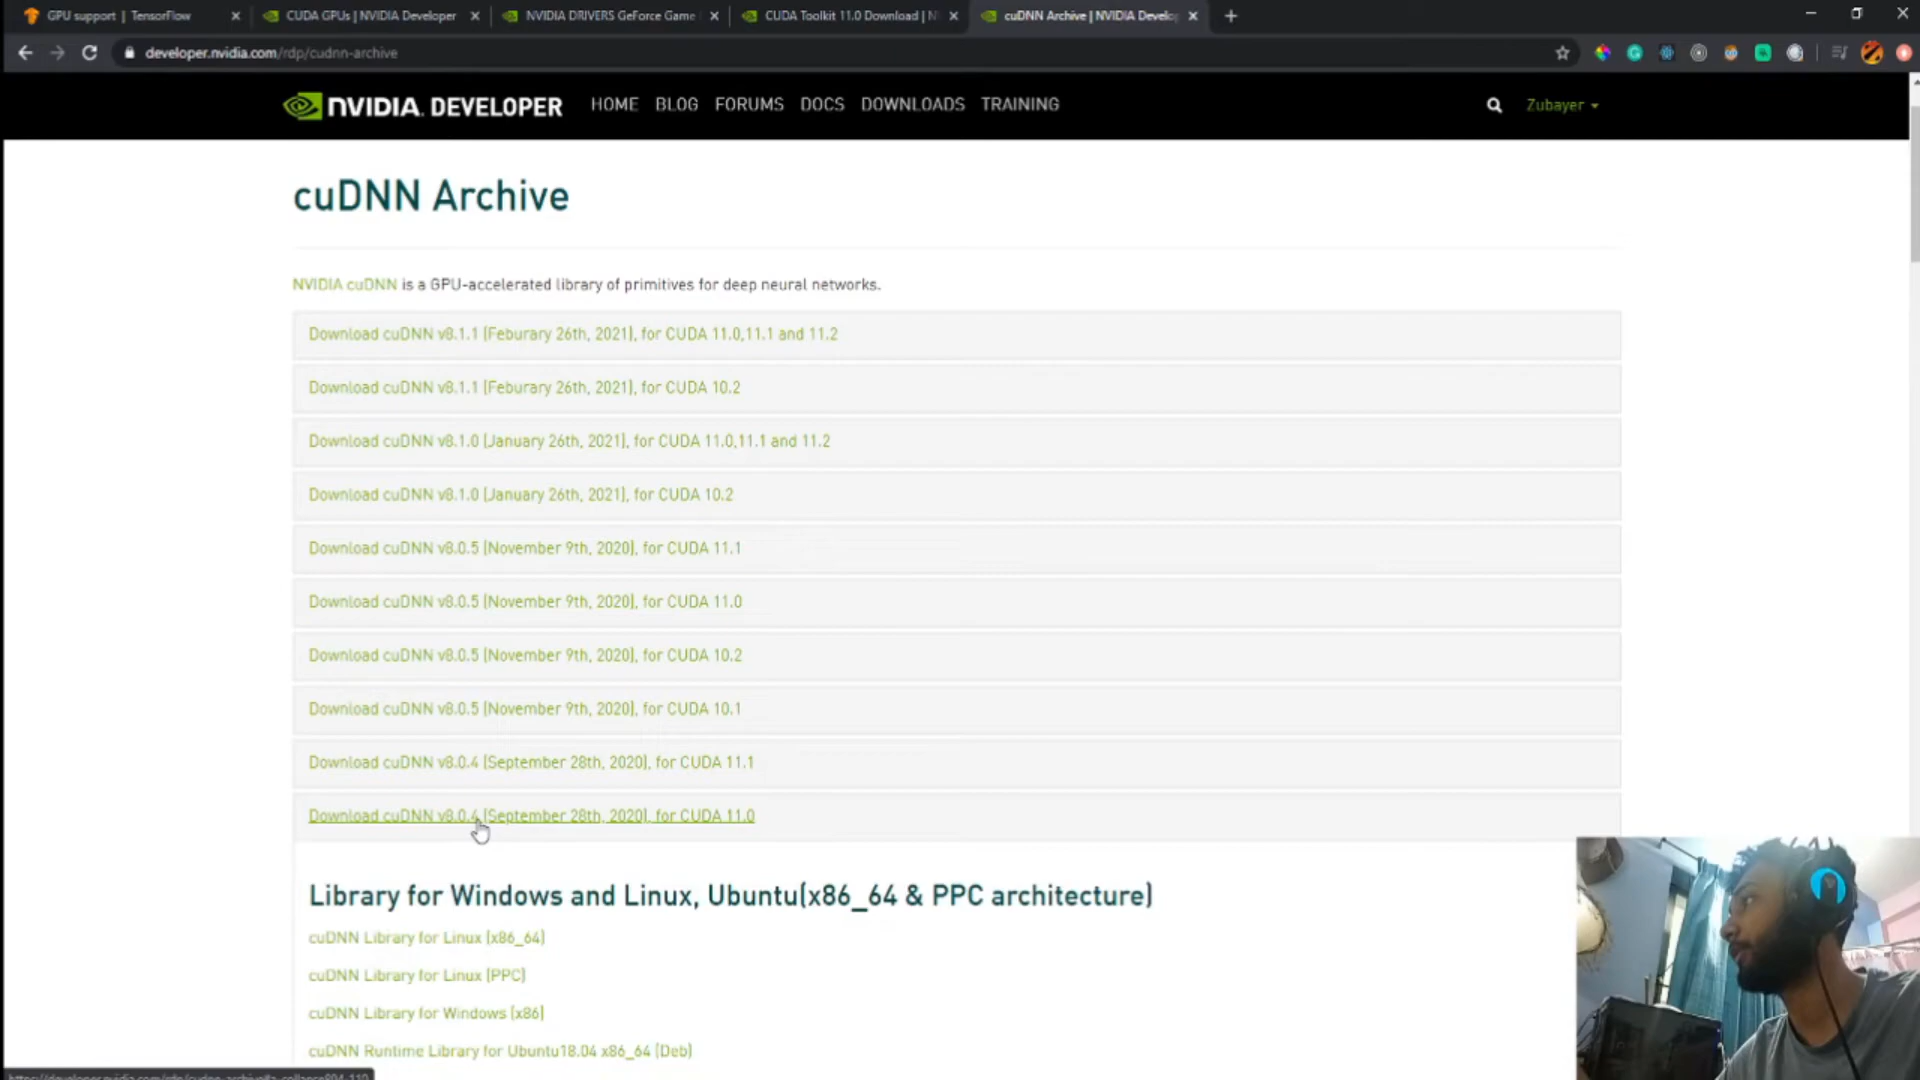 GPU support | TensorFlow
CUDA GPUs | NVIDIA Developer
NVIDIA DRIVERS GeForce Game
CUDA Toolkit 11.0 Download | N
cuDNN Archive | NVIDIA Develo
developer.nvidia.com/rdp/cudnn-archive
NVIDIA. DEVELOPER HOME BLOG FORUMS DOCS DOWNLOADS TRAINING Zubayer
cuDNN Archive
NVIDIA cuDNN is a GPU-accelerated library of primitives for deep neural networks.
Download cuDNN v8.1.1 (Feburary 26th, 2021), for CUDA 11.0,11.1 and 11.2
Download cuDNN v8.1.1 (Feburary 26th, 2021), for CUDA 10.2
Download cuDNN v8.1.0 (January 26th, 2021), for CUDA 11.0,11.1 and 11.2
Download cuDNN v8.1.0 (January 26th, 2021), for CUDA 10.2
Download cuDNN v8.0.5 (November 9th, 2020), for CUDA 11.1
Download cuDNN v8.0.5 (November 9th, 2020), for CUDA 11.0
Download cuDNN v8.0.5 (November 9th, 2020), for CUDA 10.2
Download cuDNN v8.0.5 (November 9th, 2020), for CUDA 10.1
Download cuDNN v8.0.4 (September 28th, 2020), for CUDA 11.1
Download cuDNN v8.0.4 (September 28th, 2020), for CUDA 11.0
Library for Windows and Linux, Ubuntu(x86_64 & PPC architecture)
cuDNN Library for Linux (x86_64)
cuDNN Library for Linux (PPC)
cuDNN Library for Windows (x86)
cuDNN Runtime Library for Ubuntu18.04 x86_64 (Deb)